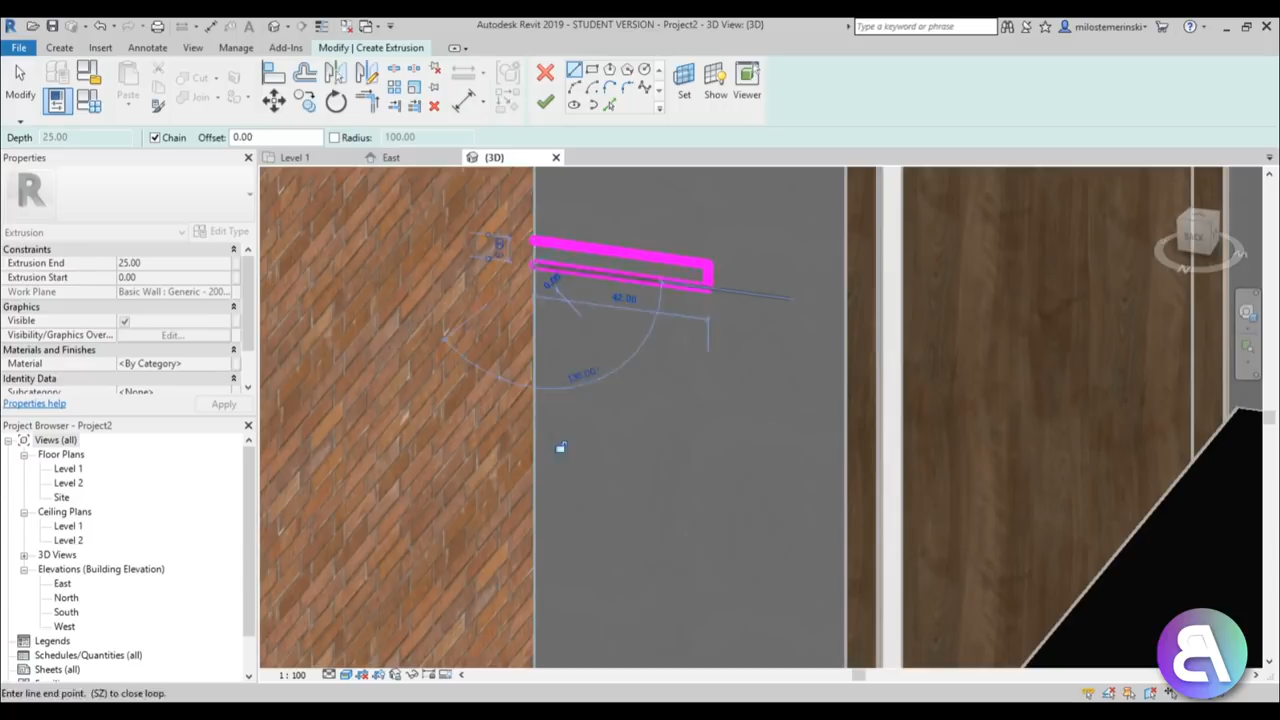 Autodesk Revit 2019 - STUDENT VERSION - Project2 - 3D View: {3D}
Type a keyword or phrase
milostemerinski
File Create Insert Annotate View Manage Add-Ins Modify | Create Extrusion
Modify
Paste
Cut
Join
Set Show Viewer
Depth 25.00 Chain Offset: 0.00 Radius: 100.00
Properties
Level 1 East {3D}
Extrusion Edit Type
Constraints
Extrusion End 25.00
Extrusion Start 0.00
Work Plane Basic Wall : Generic - 200...
Graphics
Visible
Visibility/Graphics Over... Edit...
Materials and Finishes
Material <By Category>
Identity Data
Subcategory <None>
Properties help Apply
Project Browser - Project2
Views (all)
Floor Plans
Level 1
Level 2
Site
Ceiling Plans
Level 1
Level 2
3D Views
Elevations (Building Elevation)
East
North
South
West
Legends
Schedules/Quantities (all)
Sheets (all)
0.00
42.00
BACK
1 : 100
Enter line end point. (SZ) to close loop.